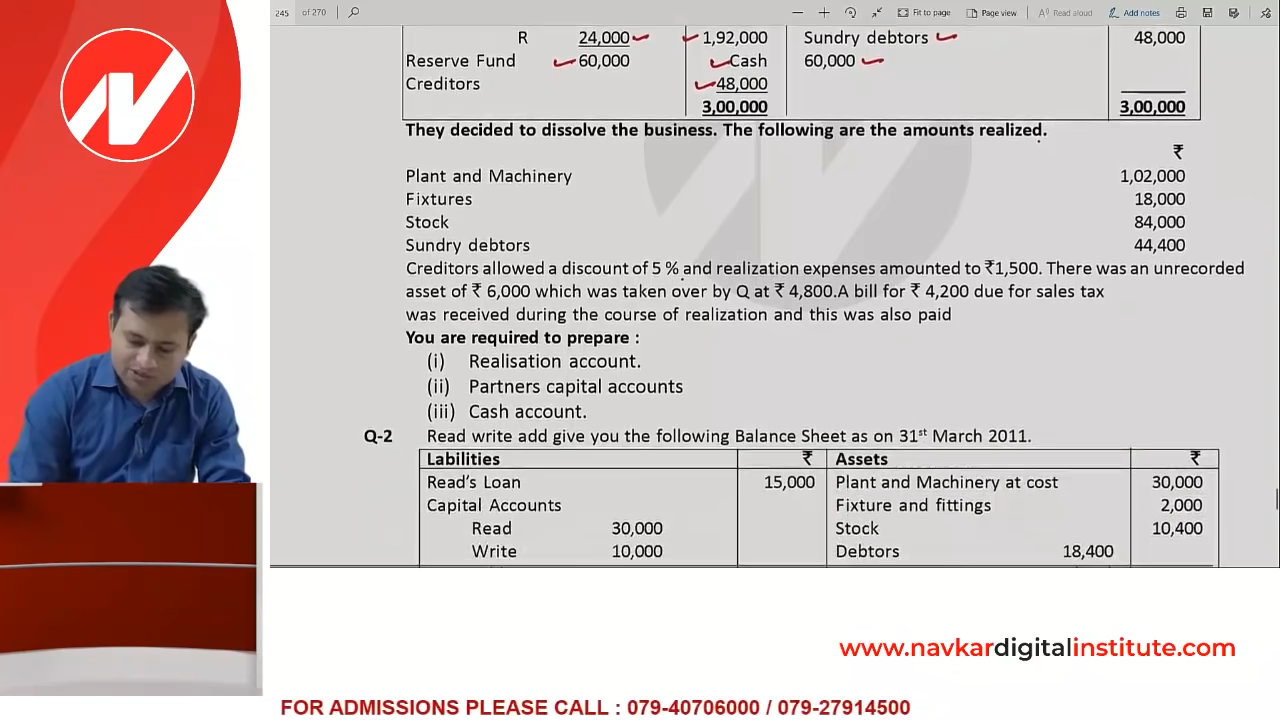 245 of 270
Fit to page
Page view
Read aloud
Add notes
R 24,000 1,92,000 Sundry debtors 48,000
Reserve Fund 60,000 Cash 60,000
Creditors 48,000
3,00,000 3,00,000
They decided to dissolve the business. The following are the amounts realized.
₹
Plant and Machinery 1,02,000
Fixtures 18,000
Stock 84,000
Sundry debtors 44,400
Creditors allowed a discount of 5 % and realization expenses amounted to ₹1,500. There was an unrecorded
asset of ₹ 6,000 which was taken over by Q at ₹ 4,800.A bill for ₹ 4,200 due for sales tax
was received during the course of realization and this was also paid
You are required to prepare :
(i) Realisation account.
(ii) Partners capital accounts
(iii) Cash account.
Q-2 Read write add give you the following Balance Sheet as on 31st March 2011.
Labilities ₹ Assets ₹
Read's Loan 15,000 Plant and Machinery at cost 30,000
Capital Accounts Fixture and fittings 2,000
Read 30,000 Stock 10,400
Write 10,000 Debtors 18,400
www.navkardigitalinstitute.com
FOR ADMISSIONS PLEASE CALL : 079-40706000 / 079-27914500